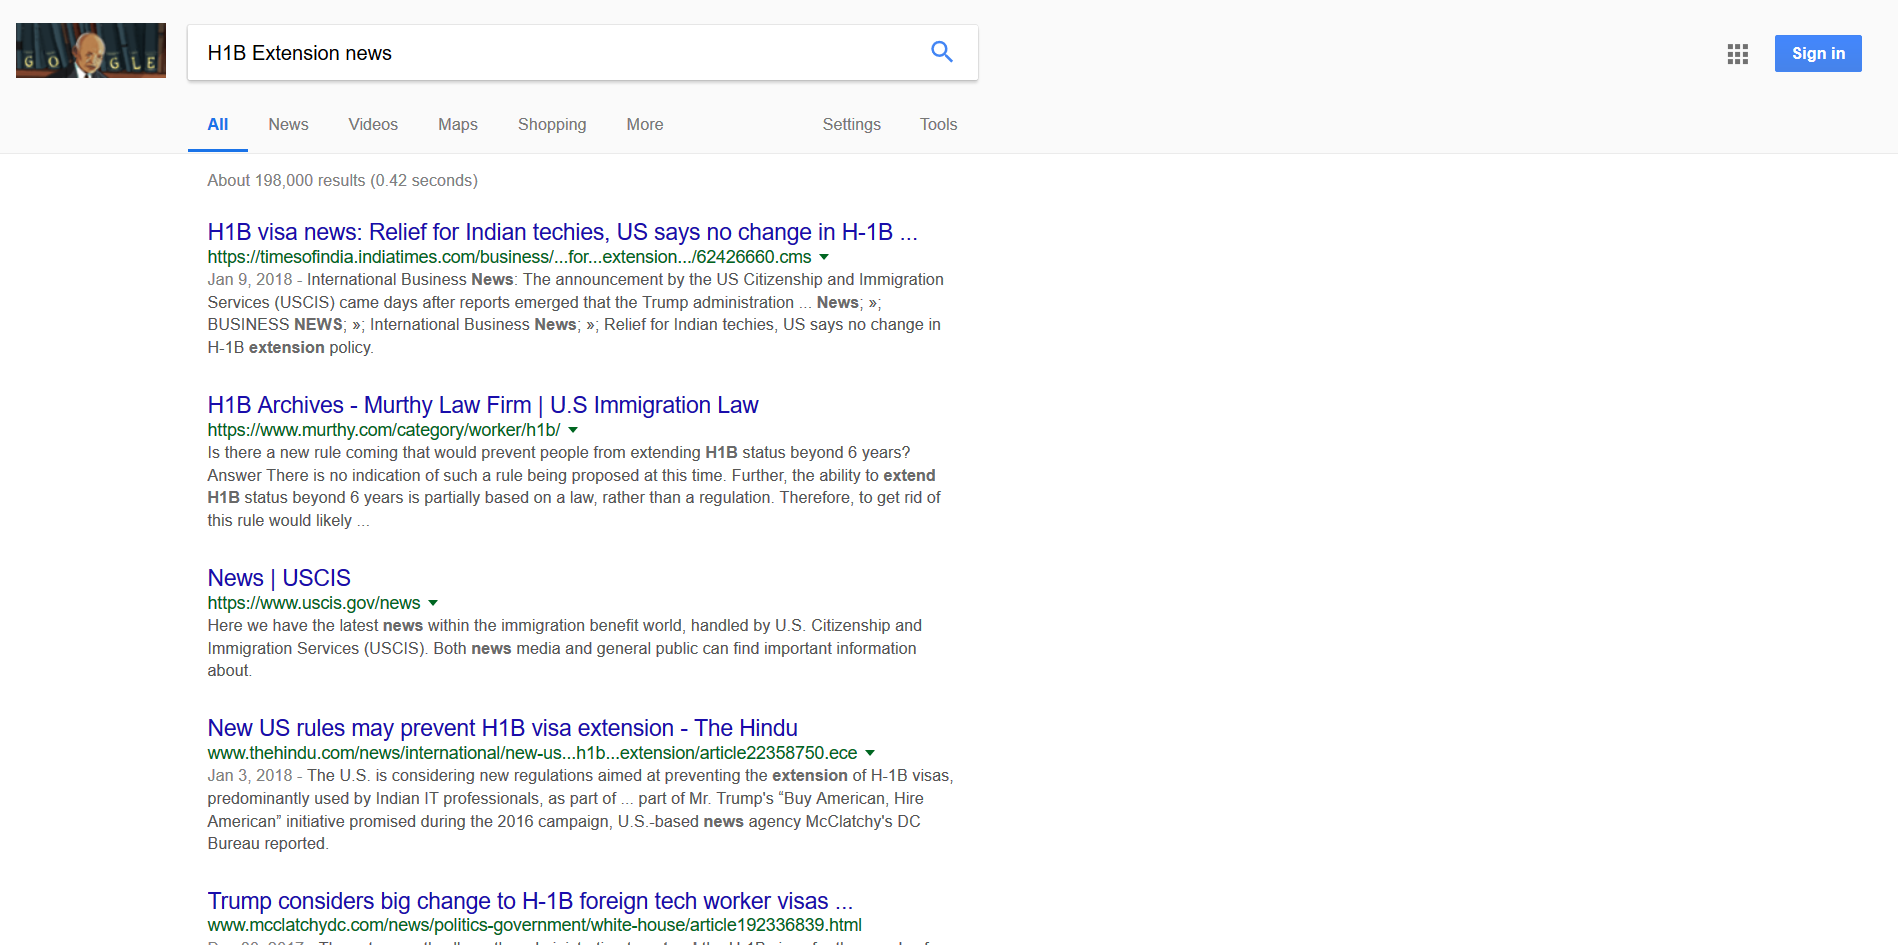 GO GLE
H1B Extension news
Sign in
All News Videos Maps Shopping More Settings Tools
About 198,000 results (0.42 seconds)
H1B visa news: Relief for Indian techies, US says no change in H-1B ...
https://timesofindia.indiatimes.com/business/...for...extension.../62426660.cms
Jan 9, 2018 - International Business News: The announcement by the US Citizenship and Immigration
Services (USCIS) came days after reports emerged that the Trump administration ... News; »;
BUSINESS NEWS; »; International Business News; »; Relief for Indian techies, US says no change in
H-1B extension policy.
H1B Archives - Murthy Law Firm | U.S Immigration Law
https://www.murthy.com/category/worker/h1b/
Is there a new rule coming that would prevent people from extending H1B status beyond 6 years?
Answer There is no indication of such a rule being proposed at this time. Further, the ability to extend
H1B status beyond 6 years is partially based on a law, rather than a regulation. Therefore, to get rid of
this rule would likely ...
News | USCIS
https://www.uscis.gov/news
Here we have the latest news within the immigration benefit world, handled by U.S. Citizenship and
Immigration Services (USCIS). Both news media and general public can find important information
about.
New US rules may prevent H1B visa extension - The Hindu
www.thehindu.com/news/international/new-us...h1b...extension/article22358750.ece
Jan 3, 2018 - The U.S. is considering new regulations aimed at preventing the extension of H-1B visas,
predominantly used by Indian IT professionals, as part of ... part of Mr. Trump's “Buy American, Hire
American” initiative promised during the 2016 campaign, U.S.-based news agency McClatchy's DC
Bureau reported.
Trump considers big change to H-1B foreign tech worker visas ...
www.mcclatchydc.com/news/politics-government/white-house/article192336839.html